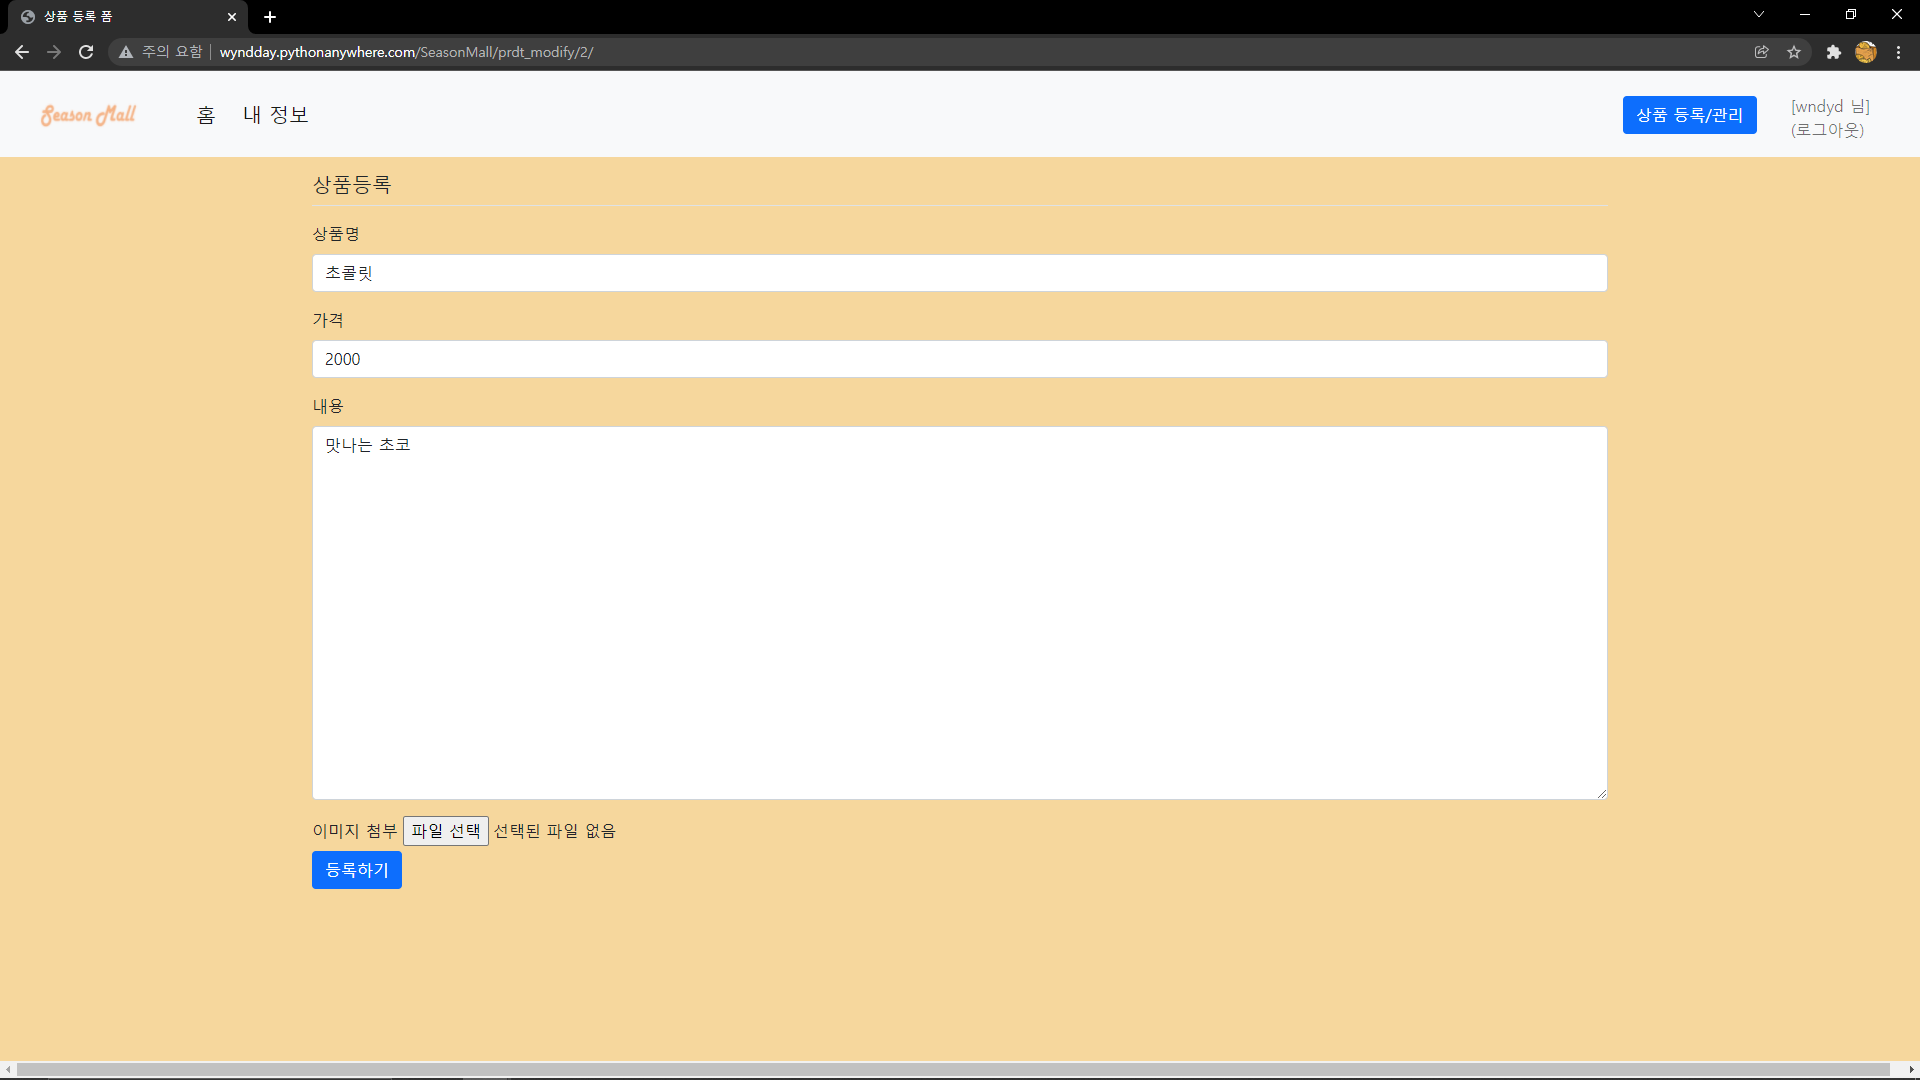 상품 등록 폼
주의 요함 wyndday.pythonanywhere.com/SeasonMall/prdt_modify/2/
Season Mall 홈 내 정보 상품 등록/관리 [wndyd 님]
(로그아웃)
상품등록
상품명
초콜릿
가격
2000
내용
맛나는 초코
이미지 첨부 파일 선택 선택된 파일 없음
등록하기